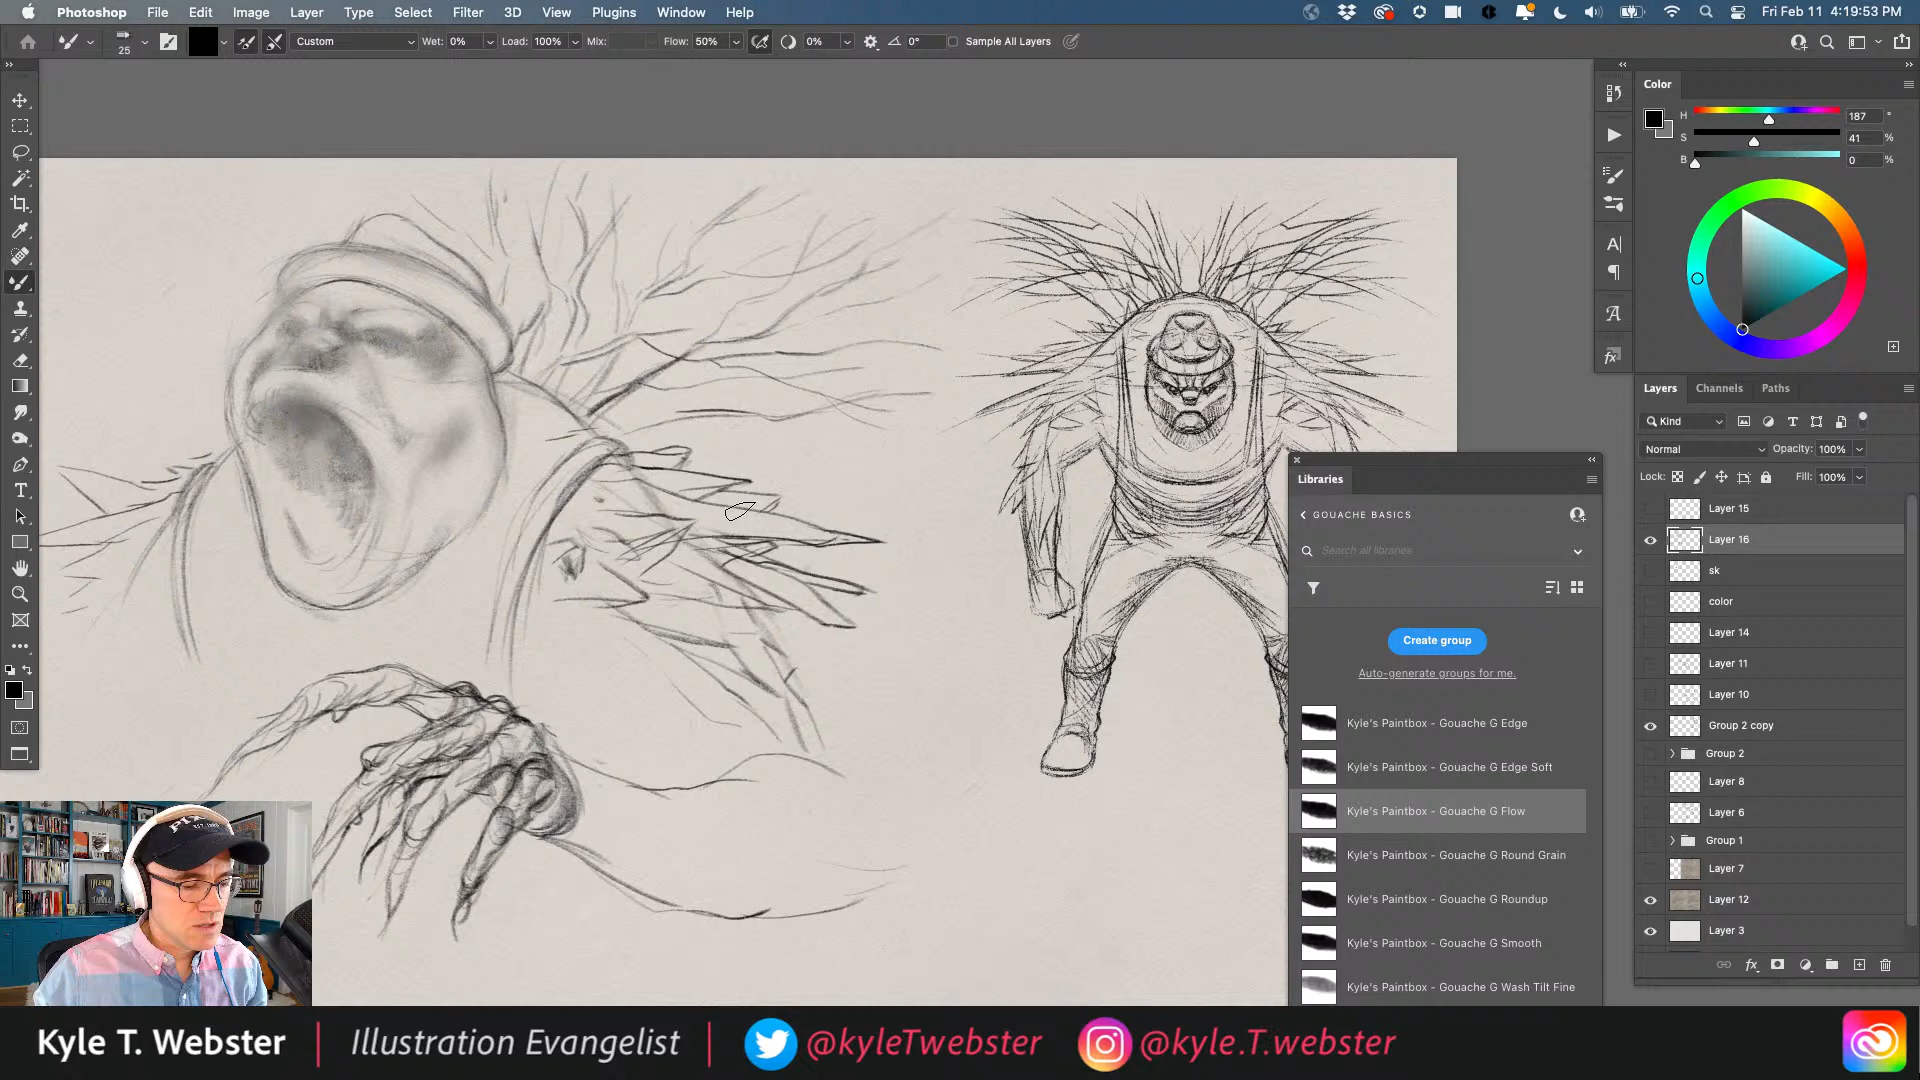 Photoshop File Edit Image Layer Type Select Filter 3D View Plugins Window Help Fri Feb 11 4:19:53 PM
25 Custom Wet: 0% Load: 100% Mix: Flow: 50% 0% 0° Sample All Layers
Color
H 187 °
S 41 %
B 0 %
Layers Channels Paths
Kind
Normal Opacity: 100%
Lock: Fill: 100%
Layer 15
Layer 16
sk
color
Layer 14
Layer 11
Layer 10
Group 2 copy
Group 2
Layer 8
Layer 6
Group 1
Layer 7
Layer 12
Layer 3
Libraries
GOUACHE BASICS
Search all libraries
Create group
Auto-generate groups for me.
Kyle's Paintbox - Gouache G Edge
Kyle's Paintbox - Gouache G Edge Soft
Kyle's Paintbox - Gouache G Flow
Kyle's Paintbox - Gouache G Round Grain
Kyle's Paintbox - Gouache G Roundup
Kyle's Paintbox - Gouache G Smooth
Kyle's Paintbox - Gouache G Wash Tilt Fine
Kyle T. Webster | Illustration Evangelist | @kyleTwebster @kyle.T.webster